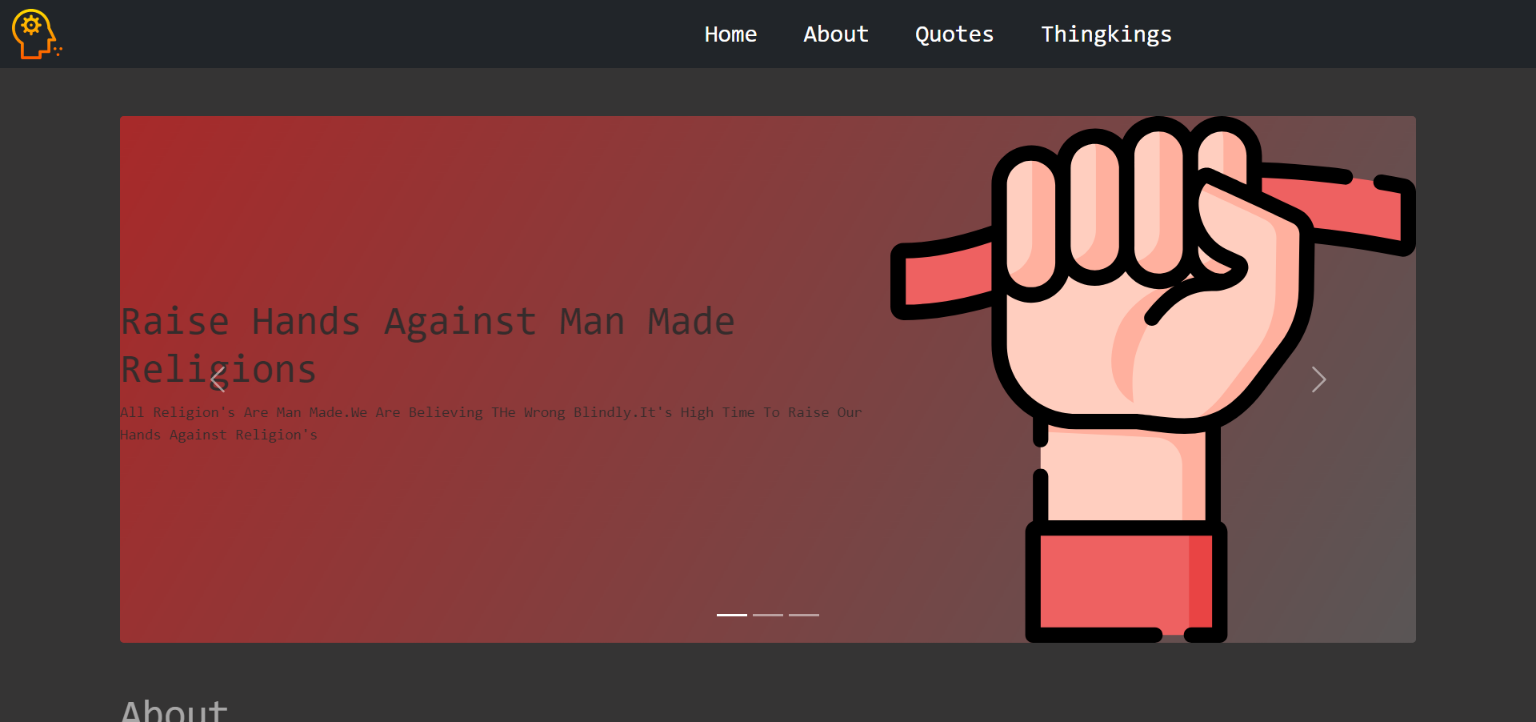 Home About Quotes Thingkings
Raise Hands Against Man Made
Religions
All Religion's Are Man Made.We Are Believing THe Wrong Blindly.It's High Time To Raise Our
Hands Against Religion's
About